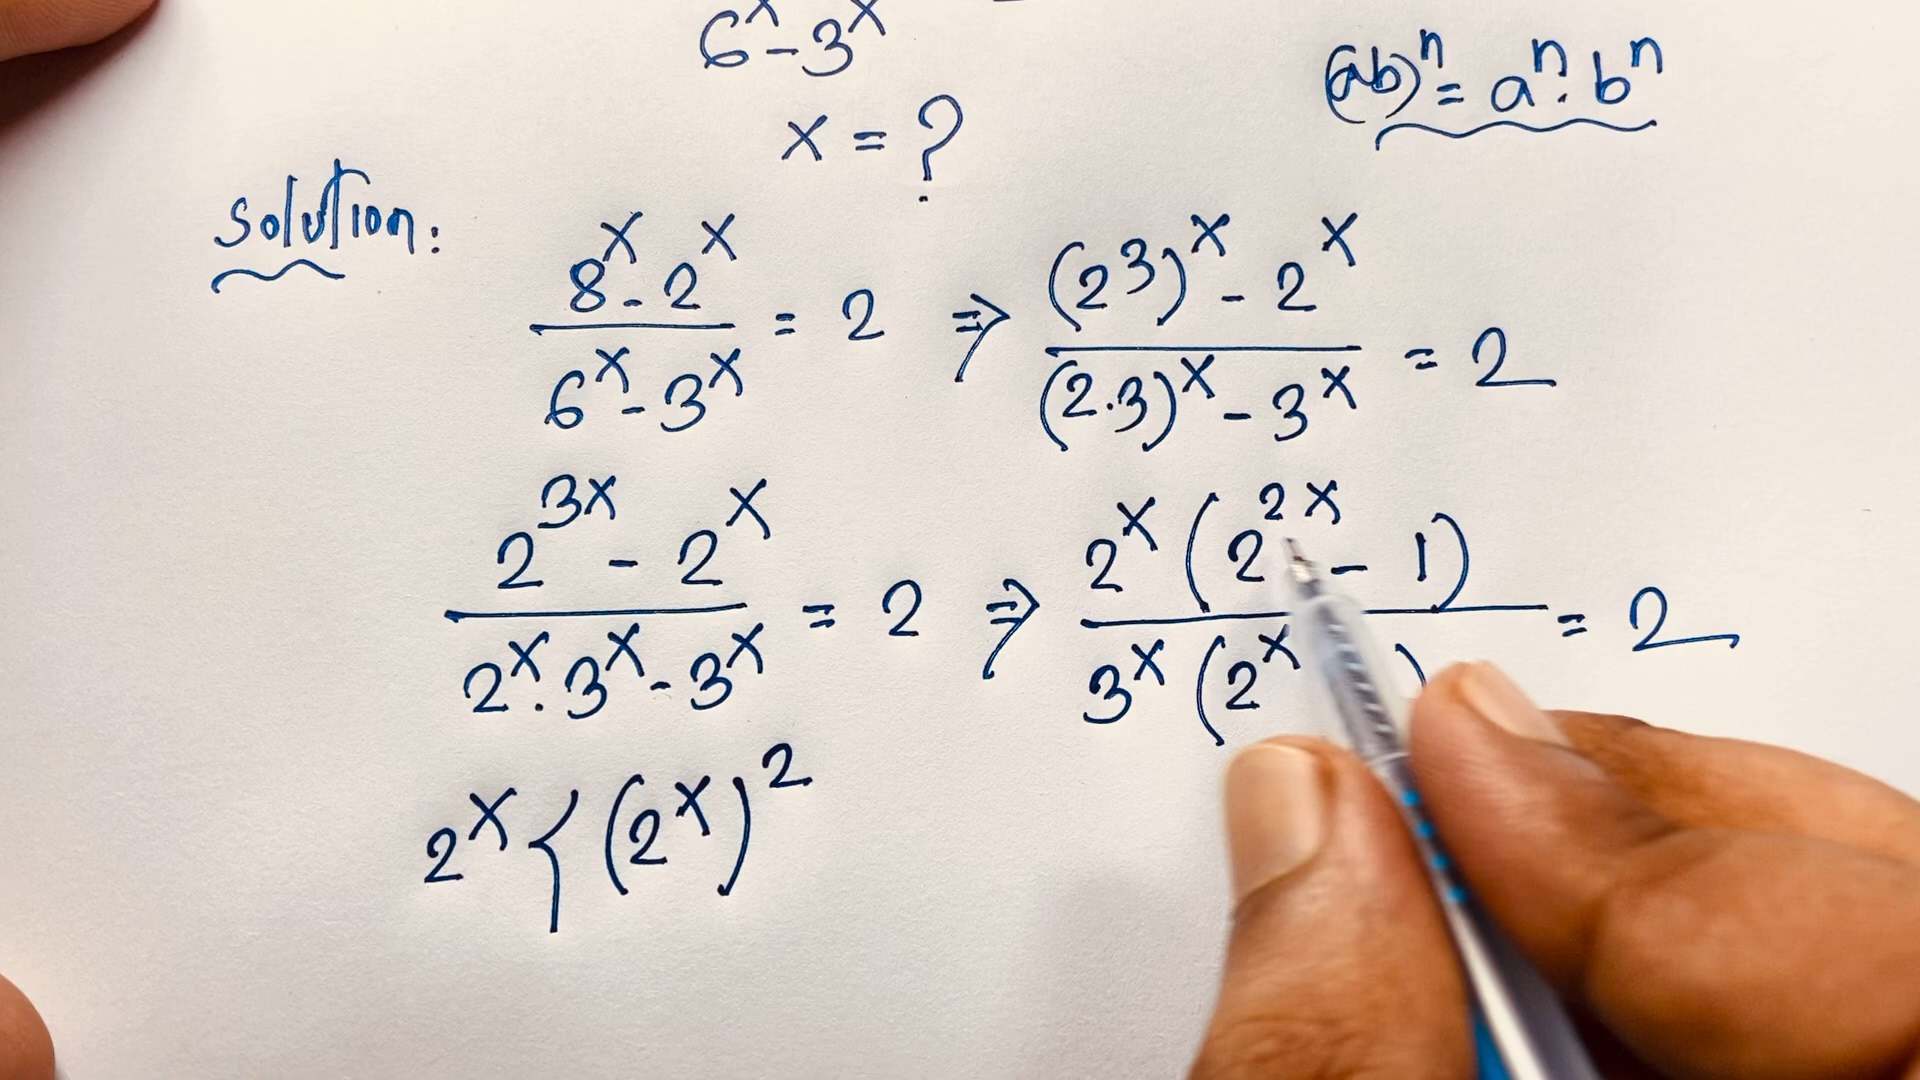 6^x - 3^x
(ab)^n = a^n . b^n
x = ?
Solution:
(8^x - 2^x)/(6^x - 3^x) = 2 ⇒ ((2^3)^x - 2^x)/((2.3)^x - 3^x) = 2
(2^{3x} - 2^x)/(2^x . 3^x - 3^x) = 2 ⇒ (2^x (2^{2x} - 1))/(3^x (2^x )) = 2
2^x { (2^x)^2